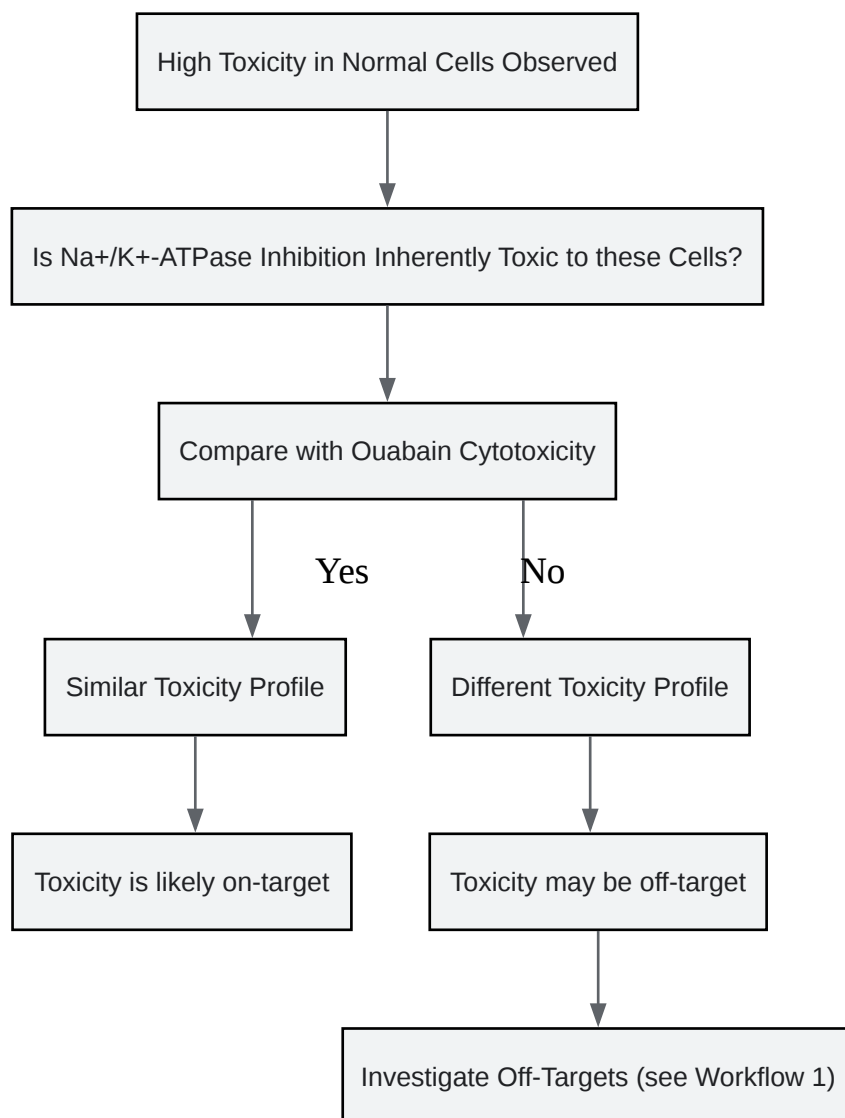 High Toxicity in Normal Cells Observed
Is Na+/K+-ATPase Inhibition Inherently Toxic to these Cells?
Compare with Ouabain Cytotoxicity
Yes
No
Similar Toxicity Profile
Different Toxicity Profile
Toxicity is likely on-target
Toxicity may be off-target
Investigate Off-Targets (see Workflow 1)